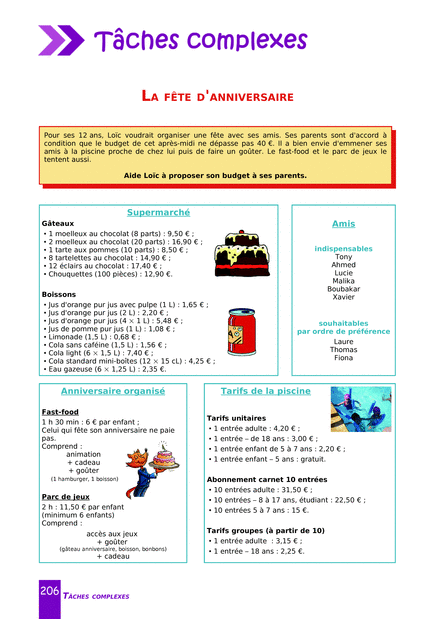 Tâches complexes
La fête d'anniversaire
Pour ses 12 ans, Loïc voudrait organiser une fête avec ses amis. Ses parents sont d'accord à
condition que le budget de cet après-midi ne dépasse pas 40 €. Il a bien envie d'emmener ses
amis à la piscine proche de chez lui puis de faire un goûter. Le fast-food et le parc de jeux le
tentent aussi.
Aide Loïc à proposer son budget à ses parents.
Supermarché
Gâteaux
• 1 moelleux au chocolat (8 parts) : 9,50 € ;
• 2 moelleux au chocolat (20 parts) : 16,90 € ;
• 1 tarte aux pommes (10 parts) : 8,50 € ;
• 8 tartelettes au chocolat : 14,90 € ;
• 12 éclairs au chocolat : 17,40 € ;
• Chouquettes (100 pièces) : 12,90 €.
Boissons
• Jus d'orange pur jus avec pulpe (1 L) : 1,65 € ;
• Jus d'orange pur jus (2 L) : 2,20 € ;
• Jus d'orange pur jus (4 × 1 L) : 5,48 € ;
• Jus de pomme pur jus (1 L) : 1,08 € ;
• Limonade (1,5 L) : 0,68 € ;
• Cola sans caféine (1,5 L) : 1,56 € ;
• Cola light (6 × 1,5 L) : 7,40 € ;
• Cola standard mini-boîtes (12 × 15 cL) : 4,25 € ;
• Eau gazeuse (6 × 1,25 L) : 2,35 €.
Amis
indispensables
Tony
Ahmed
Lucie
Malika
Boubakar
Xavier
souhaitables
par ordre de préférence
Laure
Thomas
Fiona
Anniversaire organisé
Fast-food
1 h 30 min : 6 € par enfant ;
Celui qui fête son anniversaire ne paie
pas.
Comprend :
animation
+ cadeau
+ goûter
(1 hamburger, 1 boisson)
Parc de jeux
2 h : 11,50 € par enfant
(minimum 6 enfants)
Comprend :
accès aux jeux
+ goûter
(gâteau anniversaire, boisson, bonbons)
+ cadeau
Tarifs de la piscine
Tarifs unitaires
• 1 entrée adulte : 4,20 € ;
• 1 entrée – de 18 ans : 3,00 € ;
• 1 entrée enfant de 5 à 7 ans : 2,20 € ;
• 1 entrée enfant – 5 ans : gratuit.
Abonnement carnet 10 entrées
• 10 entrées adulte : 31,50 € ;
• 10 entrées – 8 à 17 ans, étudiant : 22,50 € ;
• 10 entrées 5 à 7 ans : 15 €.
Tarifs groupes (à partir de 10)
• 1 entrée adulte : 3,15 € ;
• 1 entrée – 18 ans : 2,25 €.
206 Tâches complexes